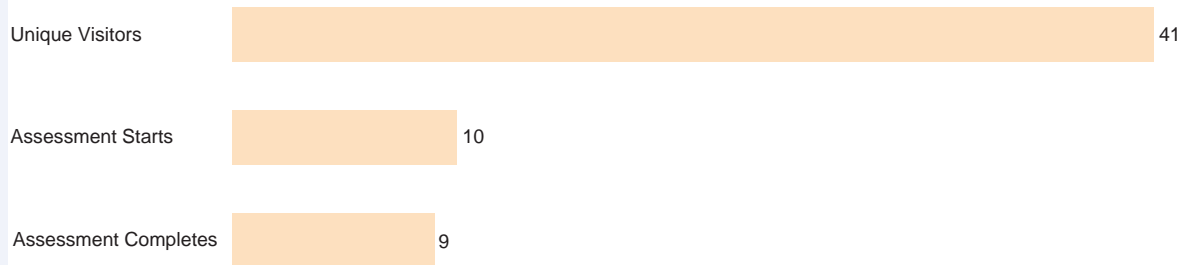 Unique Visitors 41
Assessment Starts 10
Assessment Completes 9